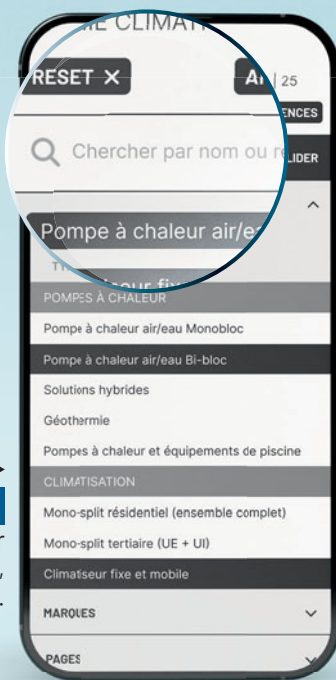 RESET X
25
Chercher par nom ou
Pompe à chaleur
POMPES À CHALEUR
Pompe à chaleur air/eau Monobloc
Pompe à chaleur air/eau Bi-bloc
Solutions hybrides
Géothermie
Pompes à chaleur et équipements de piscine
CLIMATISATION
Mono-split résidentiel (ensemble complet)
Mono-split tertiaire (UE + UI)
Climatiseur fixe et mobile
MARQUES
PAGES